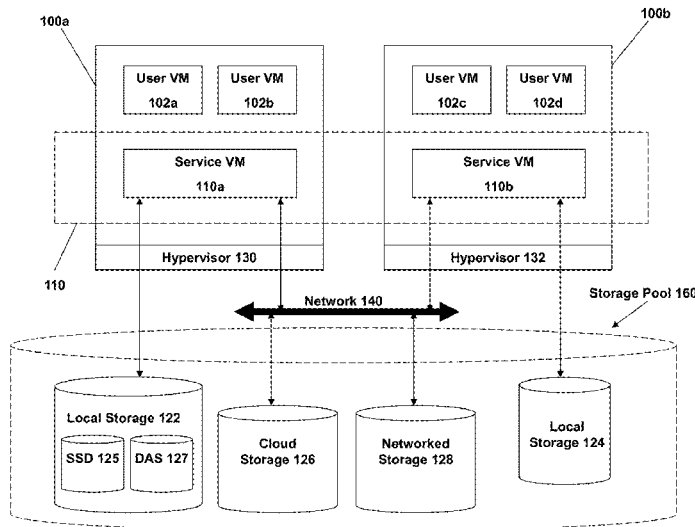 100a
100b
User VM
102a
User VM
102b
User VM
102c
User VM
102d
Service VM
110a
Service VM
110b
110
Hypervisor 130
Hypervisor 132
Network 140
Storage Pool 160
Local Storage 122
SSD 125
DAS 127
Cloud
Storage 126
Networked
Storage 128
Local
Storage 124